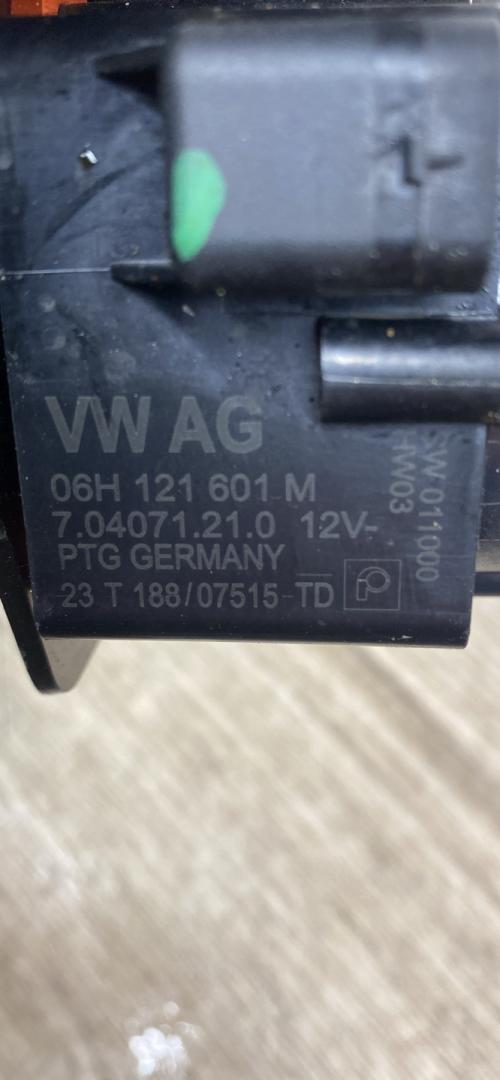 VW AG
06H 121 601 M
7.04071.21.0 12V-
PTG GERMANY
23 T 188/07515-TD
SW 011000
HW03